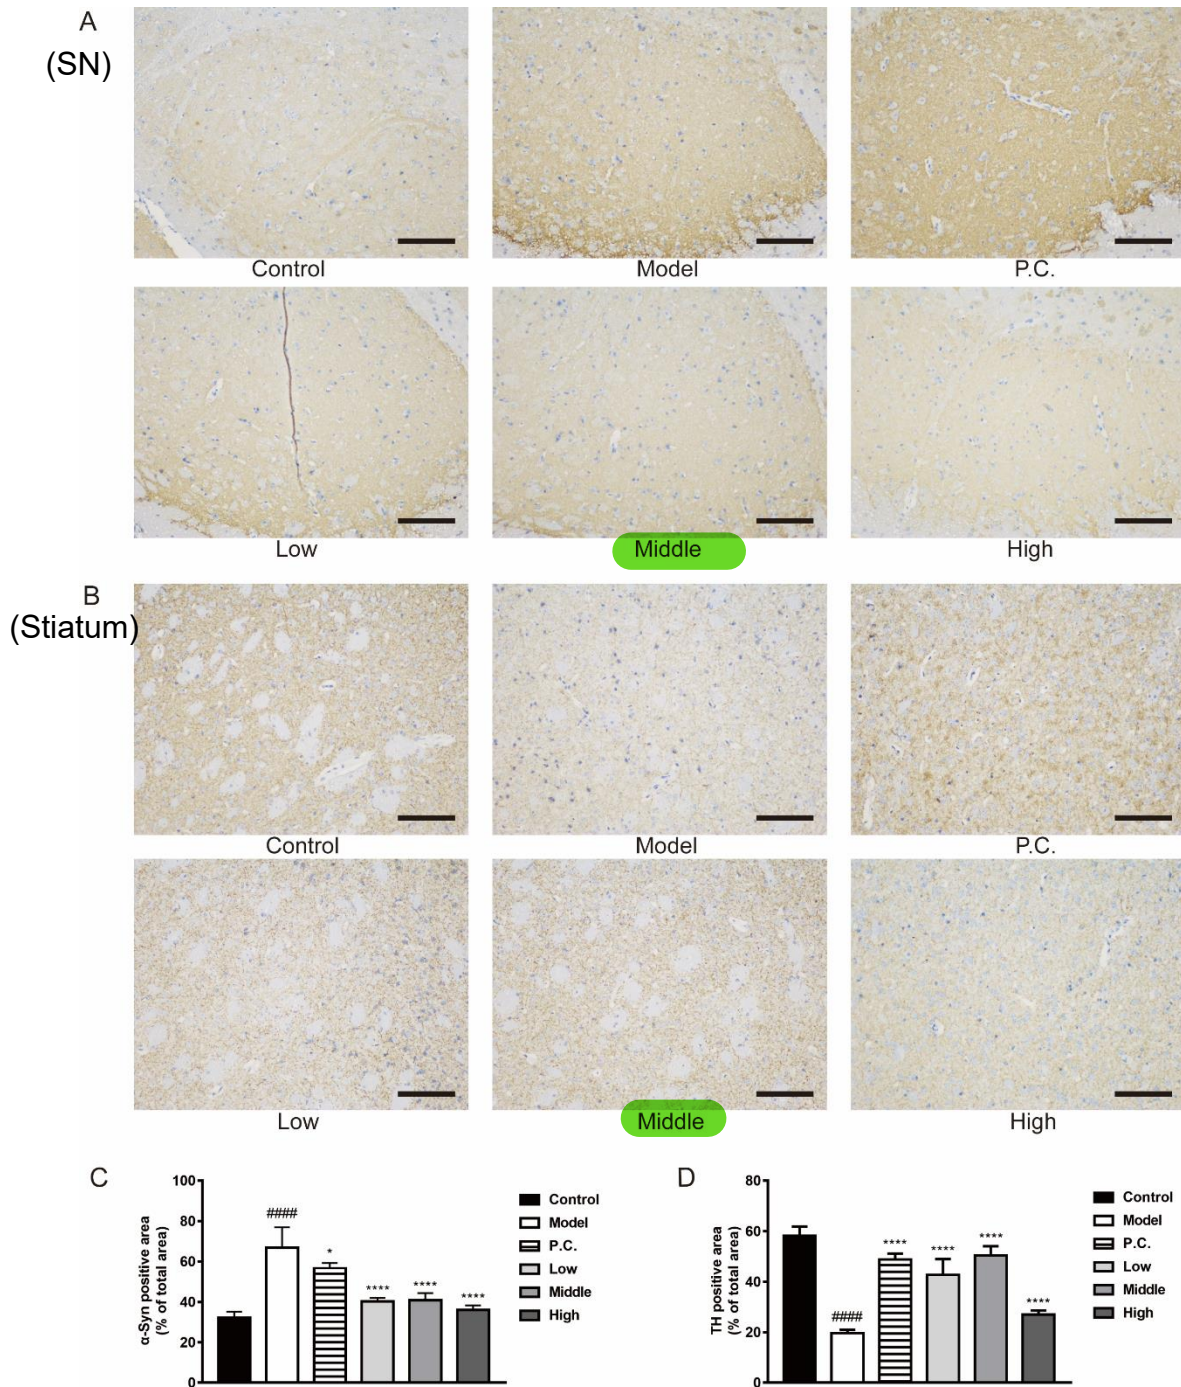 A
(SN)
Control
Model
P.C.
Low
Middle
High
B
(Stiatum)
Control
Model
P.C.
Low
Middle
High
C
α-Syn positive area
(% of total area)
100
80
60
40
20
0
####
*
****
****
****
Control
Model
P.C.
Low
Middle
High
D
TH positive area
(% of total area)
80
60
40
20
0
####
****
****
****
****
Control
Model
P.C.
Low
Middle
High